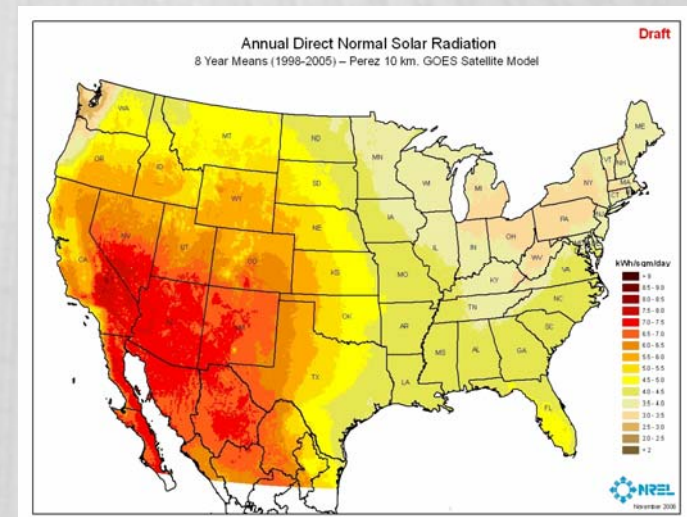 Draft
Annual Direct Normal Solar Radiation
8 Year Means (1998-2005) – Perez 10 km. GOES Satellite Model
WA
MT
ND
MN
ME
OR
ID
WY
SD
WI
MI
VT
NH
NY
MA
CT
NE
IA
PA
NV
UT
CO
IL
IN
OH
WV
VA
CA
KS
MO
KY
NC
TN
OK
AR
SC
MS
AL
GA
TX
LA
FL
kWh/sqm/day
> 9
8.5 - 9.0
8.0 - 8.5
7.5 - 8.0
7.0 - 7.5
6.5 - 7.0
6.0 - 6.5
5.5 - 6.0
5.0 - 5.5
4.5 - 5.0
4.0 - 4.5
3.5 - 4.0
3.0 - 3.5
2.5 - 3.0
2.0 - 2.5
< 2
NREL